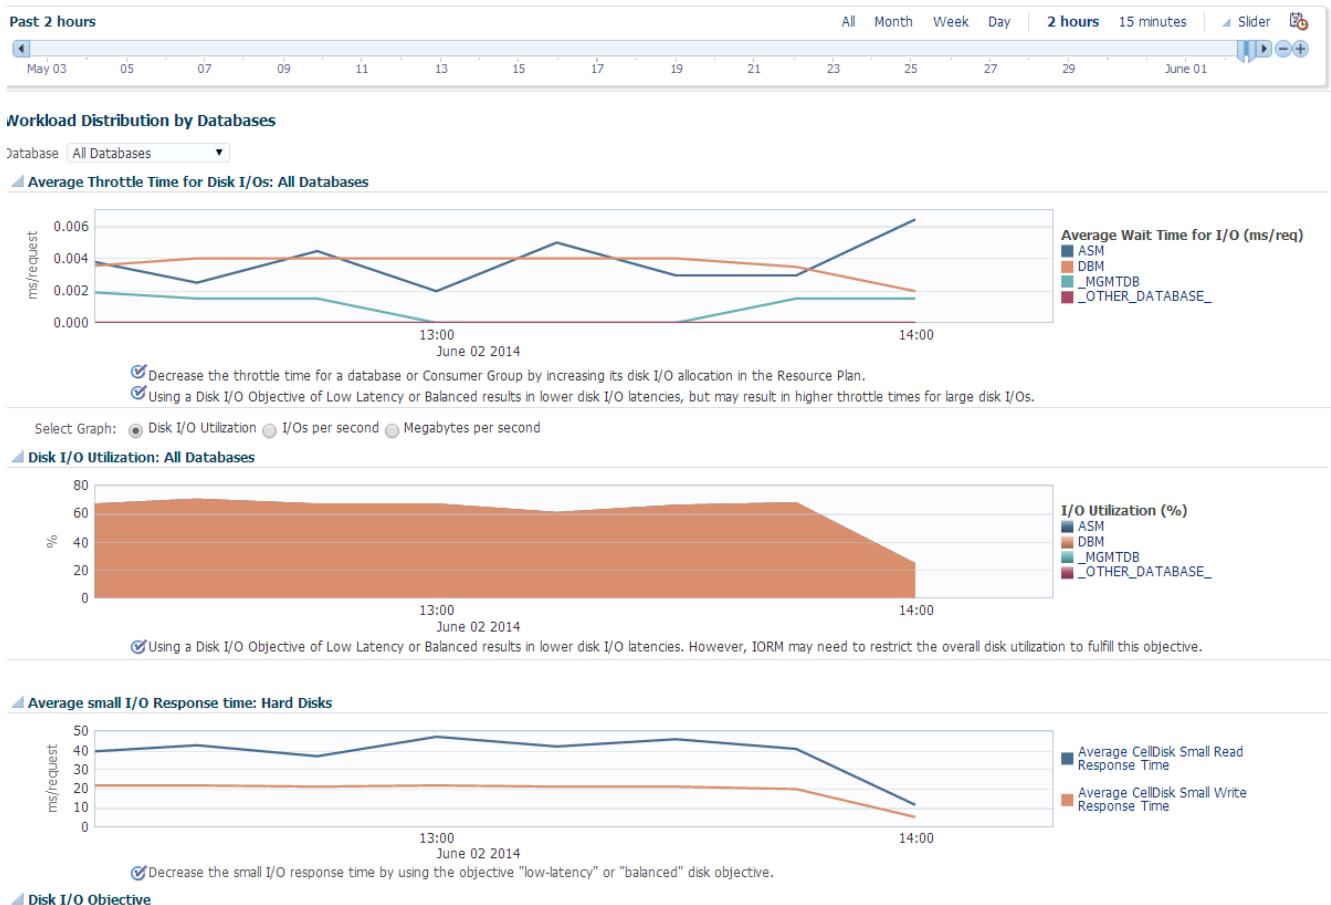 Past 2 hours
All Month Week Day 2 hours 15 minutes Slider
May 03 05 07 09 11 13 15 17 19 21 23 25 27 29 June 01
Workload Distribution by Databases
Database All Databases
Average Throttle Time for Disk I/Os: All Databases
ms/request
0.006
0.004
0.002
0.000
13:00
14:00
June 02 2014
Average Wait Time for I/O (ms/req)
ASM
DBM
_MGMTDB
_OTHER_DATABASE_
Decrease the throttle time for a database or Consumer Group by increasing its disk I/O allocation in the Resource Plan.
Using a Disk I/O Objective of Low Latency or Balanced results in lower disk I/O latencies, but may result in higher throttle times for large disk I/Os.
Select Graph: Disk I/O Utilization I/Os per second Megabytes per second
Disk I/O Utilization: All Databases
%
80
60
40
20
0
13:00
14:00
June 02 2014
I/O Utilization (%)
ASM
DBM
_MGMTDB
_OTHER_DATABASE_
Using a Disk I/O Objective of Low Latency or Balanced results in lower disk I/O latencies. However, IORM may need to restrict the overall disk utilization to fulfill this objective.
Average small I/O Response time: Hard Disks
ms/request
50
40
30
20
10
0
13:00
14:00
June 02 2014
Average CellDisk Small Read
Response Time
Average CellDisk Small Write
Response Time
Decrease the small I/O response time by using the objective "low-latency" or "balanced" disk objective.
Disk I/O Objective